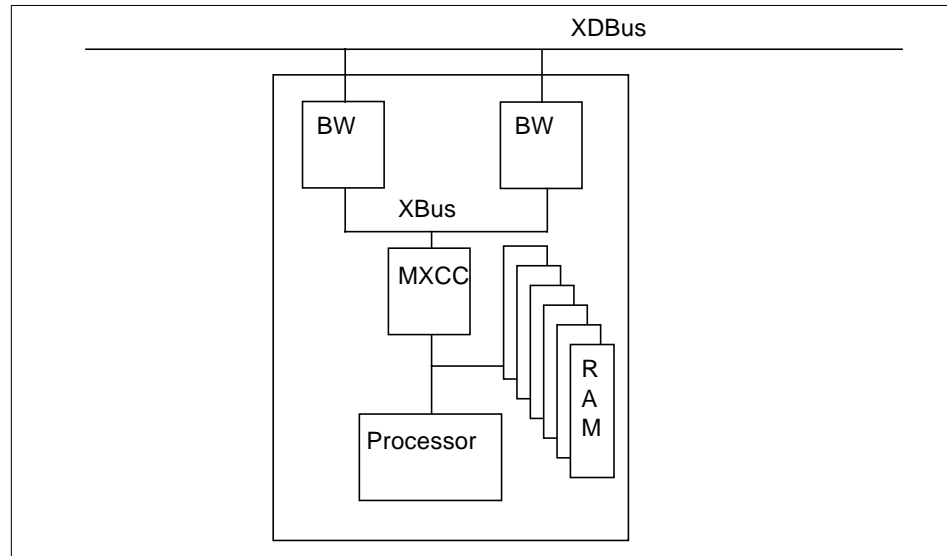 XDBus
BW
BW
XBus
MXCC
Processor
R
A
M